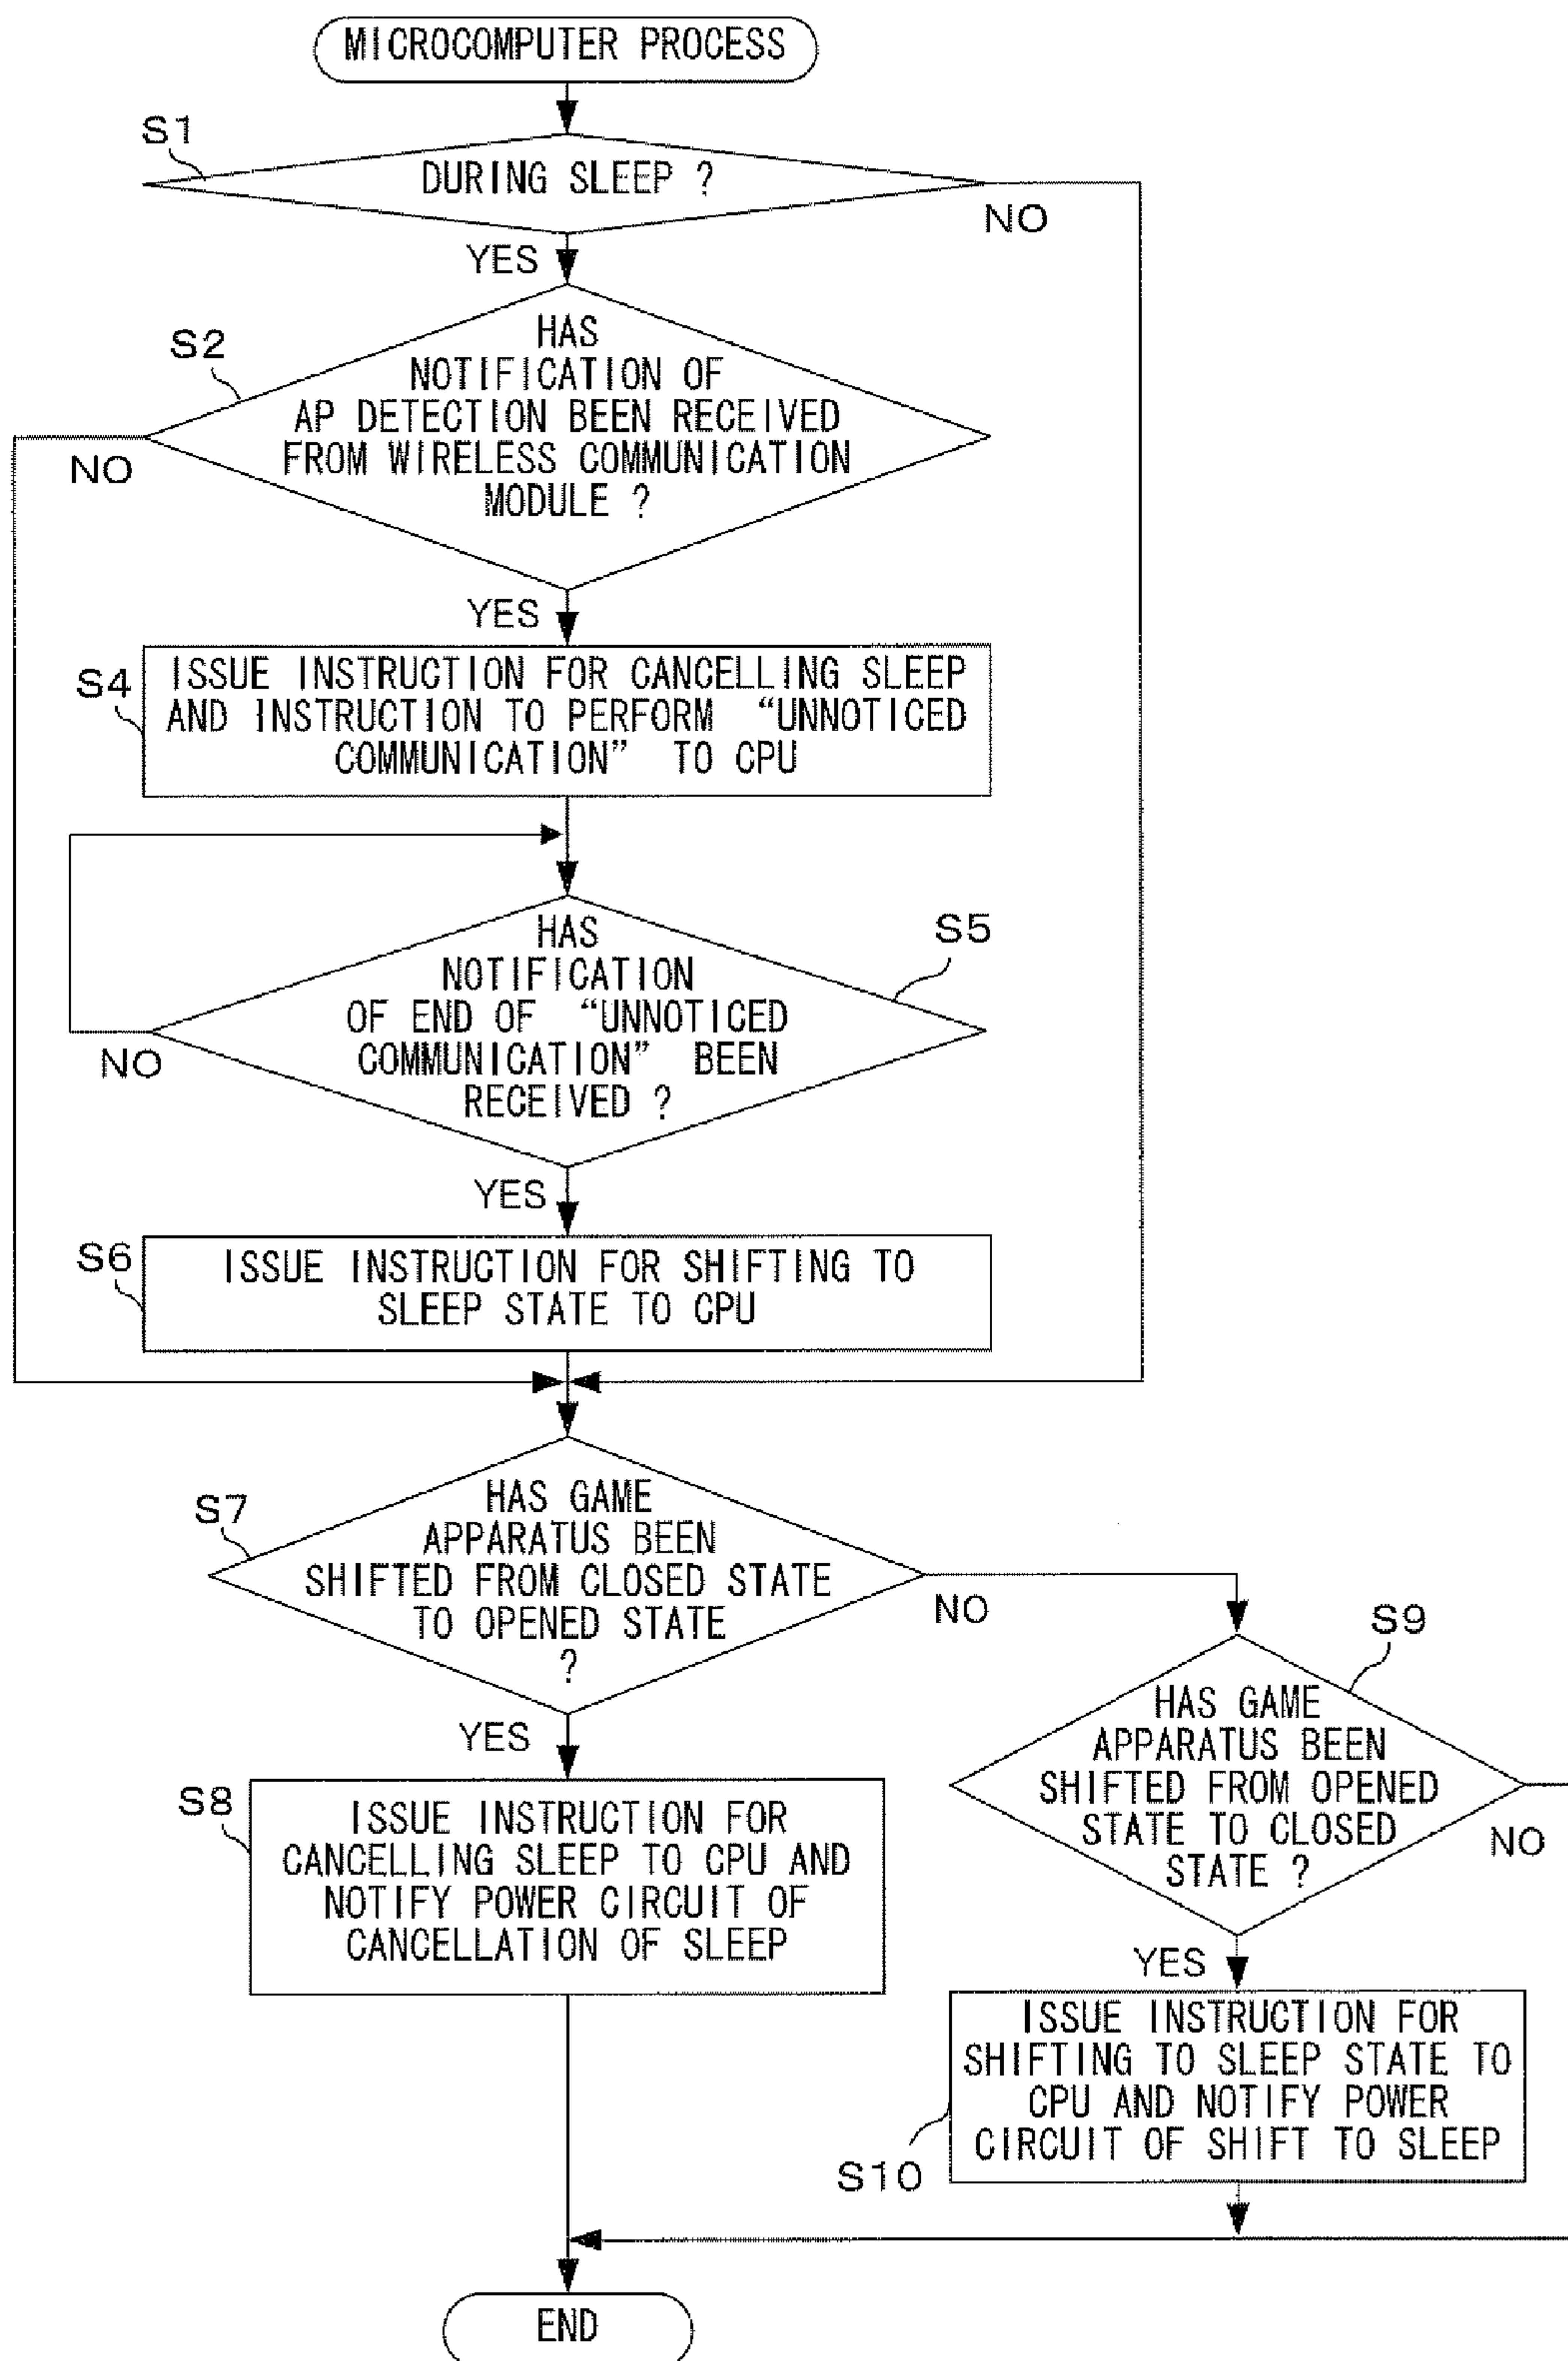 MICROCOMPUTER PROCESS
S1
DURING SLEEP ?
NO
YES
S2
HAS
NOTIFICATION OF
AP DETECTION BEEN RECEIVED
FROM WIRELESS COMMUNICATION
MODULE ?
NO
YES
S4
ISSUE INSTRUCTION FOR CANCELLING SLEEP
AND INSTRUCTION TO PERFORM “UNNOTICED
COMMUNICATION” TO CPU
S5
HAS
NOTIFICATION
OF END OF “UNNOTICED
COMMUNICATION” BEEN
RECEIVED ?
NO
YES
S6
ISSUE INSTRUCTION FOR SHIFTING TO
SLEEP STATE TO CPU
S7
HAS GAME
APPARATUS BEEN
SHIFTED FROM CLOSED STATE
TO OPENED STATE
?
NO
YES
S8
ISSUE INSTRUCTION FOR
CANCELLING SLEEP TO CPU AND
NOTIFY POWER CIRCUIT OF
CANCELLATION OF SLEEP
S9
HAS GAME
APPARATUS BEEN
SHIFTED FROM OPENED
STATE TO CLOSED
STATE ?
NO
YES
ISSUE INSTRUCTION FOR
SHIFTING TO SLEEP STATE TO
CPU AND NOTIFY POWER
CIRCUIT OF SHIFT TO SLEEP
S10
END